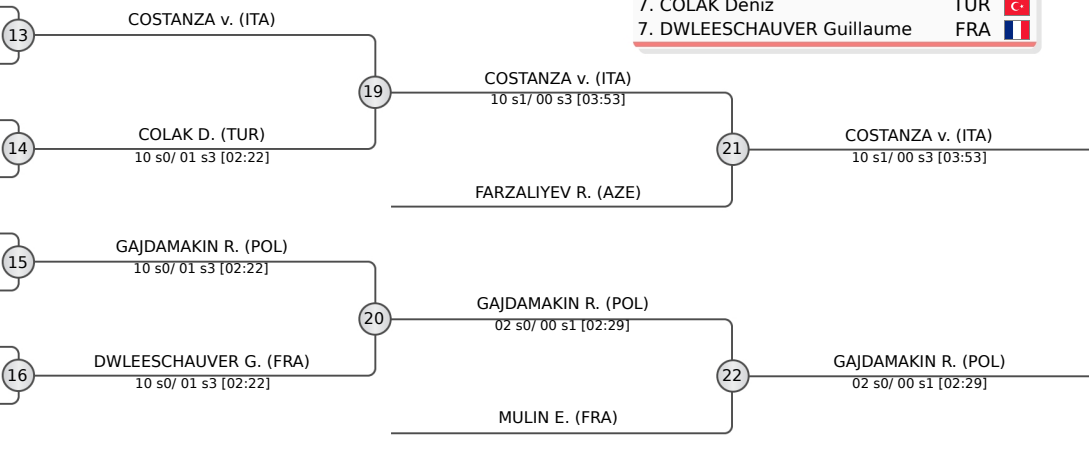 7. COLAK Deniz TUR
7. DWLEESCHAUVER Guillaume FRA
COSTANZA v. (ITA)
13
19
COSTANZA v. (ITA)
10 s1/ 00 s3 [03:53]
COLAK D. (TUR)
14
10 s0/ 01 s3 [02:22]
21
COSTANZA v. (ITA)
10 s1/ 00 s3 [03:53]
FARZALIYEV R. (AZE)
GAJDAMAKIN R. (POL)
15
10 s0/ 01 s3 [02:22]
20
GAJDAMAKIN R. (POL)
02 s0/ 00 s1 [02:29]
DWLEESCHAUVER G. (FRA)
16
10 s0/ 01 s3 [02:22]
22
GAJDAMAKIN R. (POL)
02 s0/ 00 s1 [02:29]
MULIN E. (FRA)